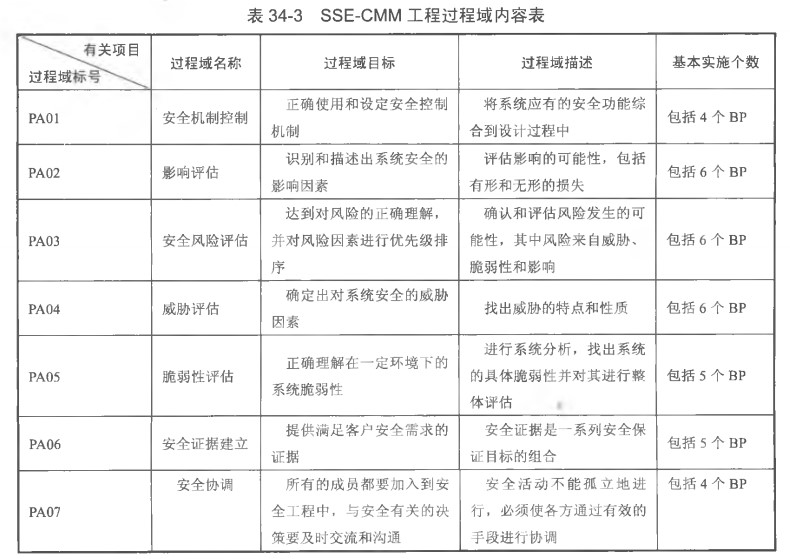 表 34-3 SSE-CMM 工程过程域内容表
有关项目
过程域标号
过程域名称
过程域目标
过程域描述
基本实施个数
PA01
安全机制控制
正确使用和设定安全控制
机制
将系统应有的安全功能综
合到设计过程中
包括 4 个 BP
PA02
影响评估
识别和描述出系统安全的
影响因素
评估影响的可能性，包括
有形和无形的损失
包括 6 个 BP
PA03
安全风险评估
达到对风险的正确理解，
并对风险因素进行优先级排
序
确认和评估风险发生的可
能性，其中风险来自威胁、
脆弱性和影响
包括 6 个 BP
PA04
威胁评估
确定出对系统安全的威胁
因素
找出威胁的特点和性质
包括 6 个 BP
PA05
脆弱性评估
正确理解在一定环境下的
系统脆弱性
进行系统分析，找出系统
的具体脆弱性并对其进行整
体评估
包括 5 个 BP
PA06
安全证据建立
提供满足客户安全需求的
证据
安全证据是一系列安全保
证目标的组合
包括 5 个 BP
PA07
安全协调
所有的成员都要加入到安
全工程中，与安全有关的决
策要及时交流和沟通
安全活动不能孤立地进
行，必须使各方通过有效的
手段进行协调
包括 4 个 BP